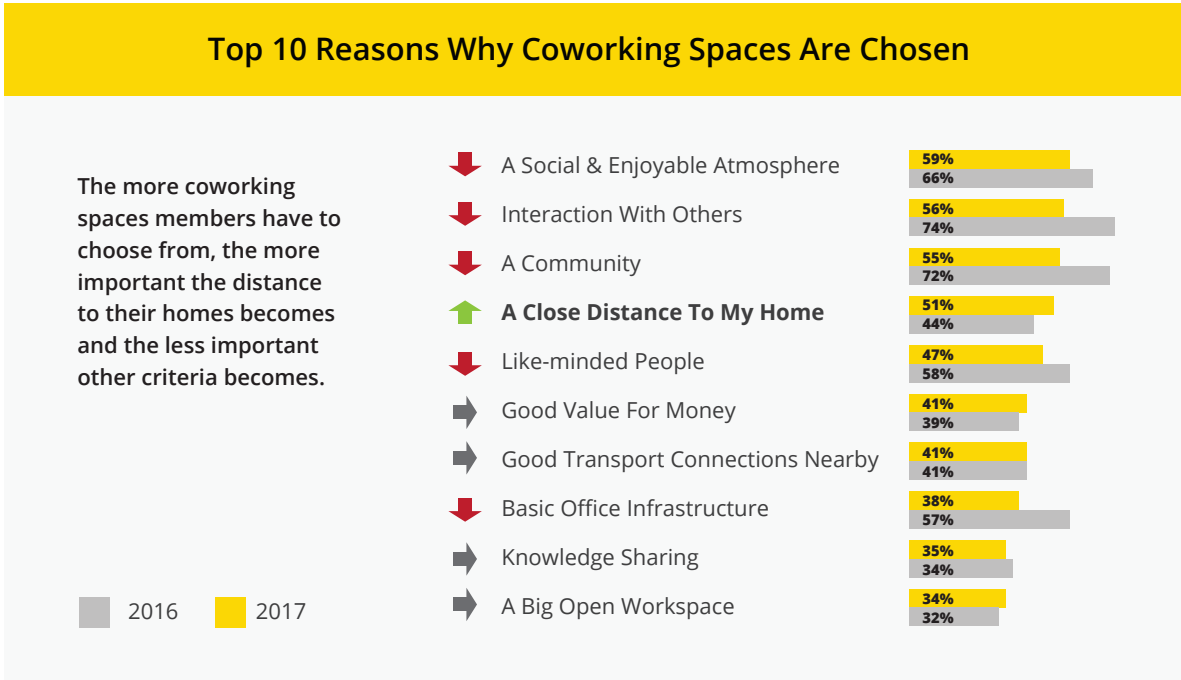 Top 10 Reasons Why Coworking Spaces Are Chosen
The more coworking
spaces members have to
choose from, the more
important the distance
to their homes becomes
and the less important
other criteria becomes.
A Social & Enjoyable Atmosphere
59%
66%
Interaction With Others
56%
74%
A Community
55%
72%
A Close Distance To My Home
51%
44%
Like-minded People
47%
58%
Good Value For Money
41%
39%
Good Transport Connections Nearby
41%
41%
Basic Office Infrastructure
38%
57%
Knowledge Sharing
35%
34%
A Big Open Workspace
34%
32%
2016
2017